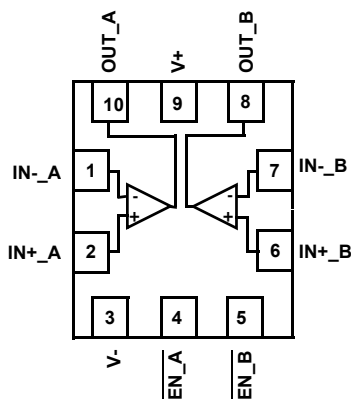 OUT_A
V+
OUT_B
10
9
8
IN-_A
1
-
+
IN+_A
2
-
+
7
IN-_B
6
IN+_B
3
4
5
V-
EN_A
EN_B